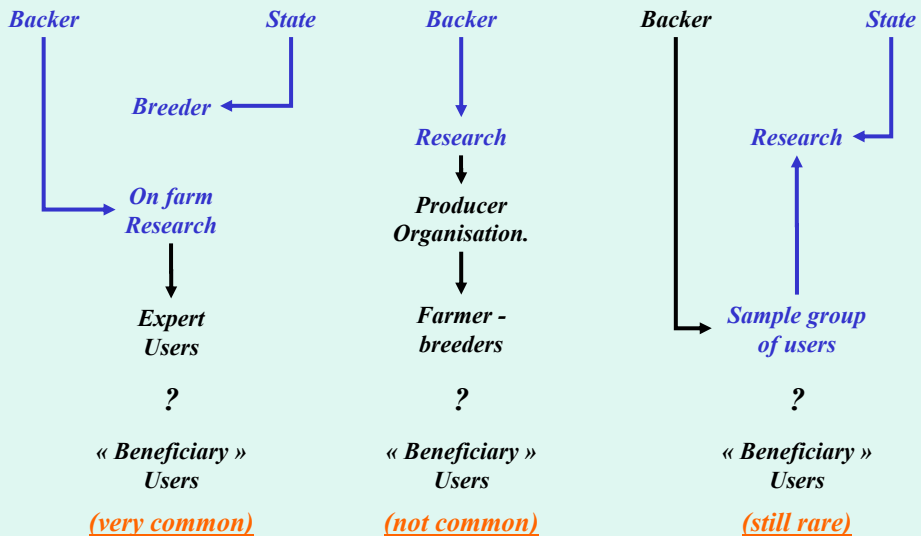 Backer
State
Breeder
On farm
Research
Expert
Users
?
« Beneficiary »
Users
(very common)
Backer
Research
Producer
Organisation.
Farmer -
breeders
?
« Beneficiary »
Users
(not common)
Backer
State
Research
Sample group
of users
?
« Beneficiary »
Users
(still rare)